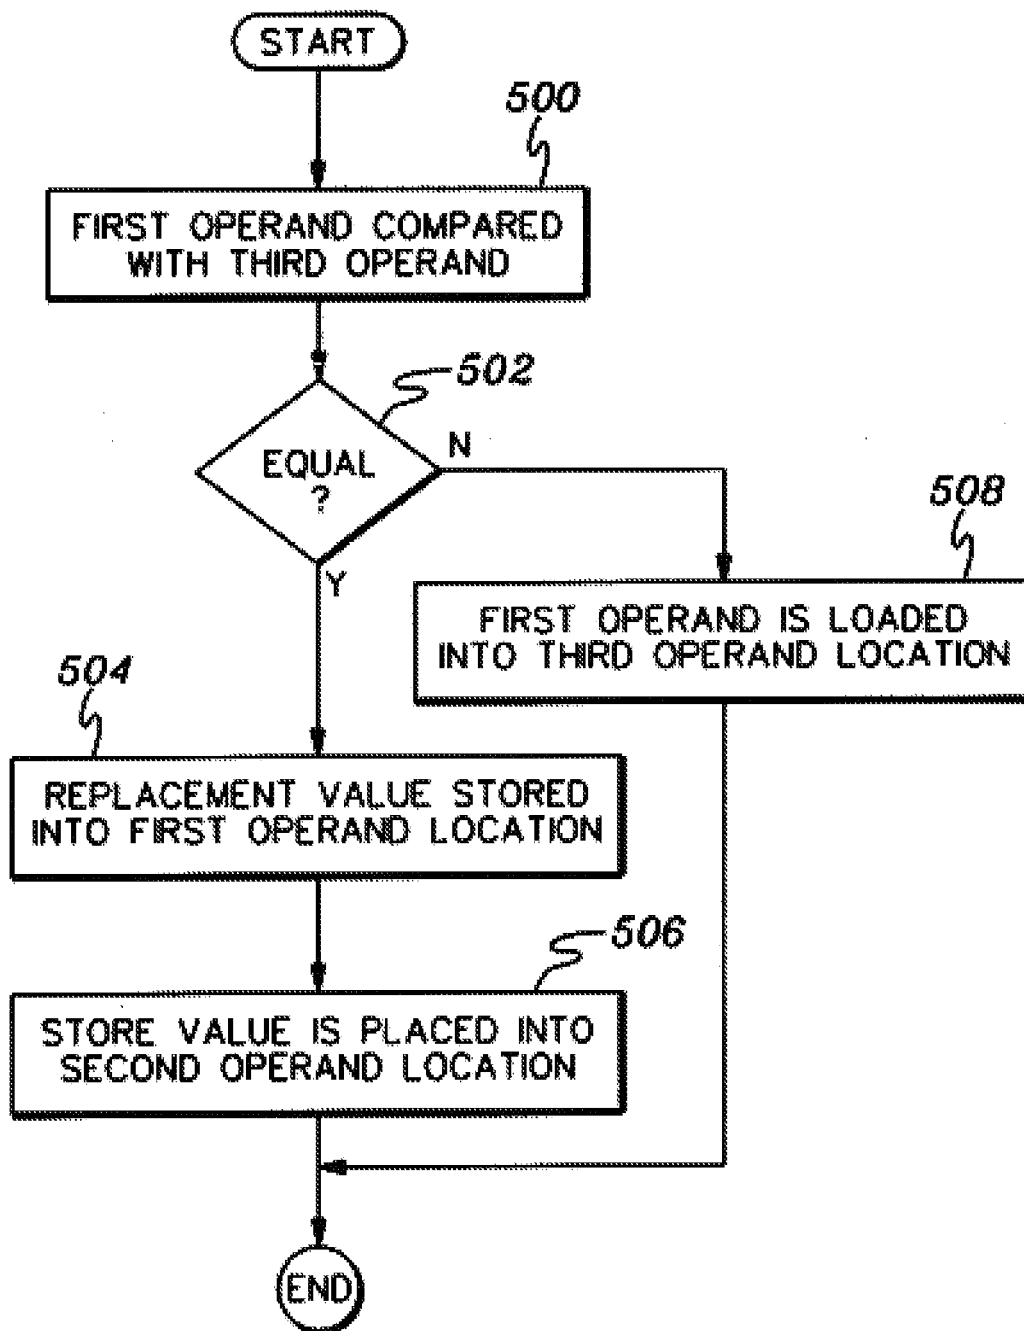 START
500
FIRST OPERAND COMPARED
WITH THIRD OPERAND
502
EQUAL
?
N
Y
508
FIRST OPERAND IS LOADED
INTO THIRD OPERAND LOCATION
504
REPLACEMENT VALUE STORED
INTO FIRST OPERAND LOCATION
506
STORE VALUE IS PLACED INTO
SECOND OPERAND LOCATION
END